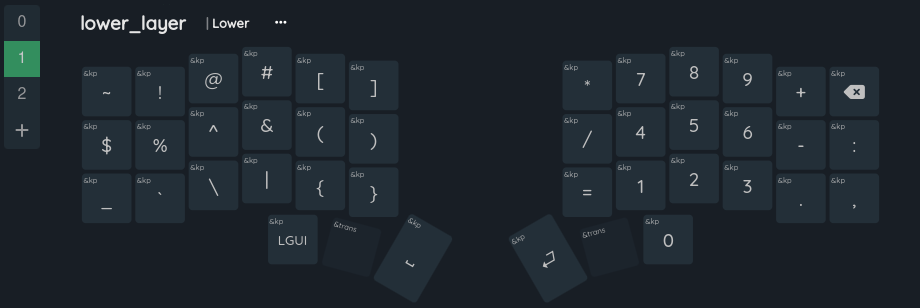 0 lower_layer | Lower ...
1
2
+
&kp ~ &kp ! &kp @ &kp # &kp [ &kp ] &kp * &kp 7 &kp 8 &kp 9 &kp + &kp
&kp $ &kp % &kp ^ &kp & &kp ( &kp ) &kp / &kp 4 &kp 5 &kp 6 &kp - &kp :
&kp _ &kp ` &kp \ &kp | &kp { &kp } &kp = &kp 1 &kp 2 &kp 3 &kp . &kp ,
&kp LGUI &trans &kp ␣ &kp ⏎ &trans &kp 0